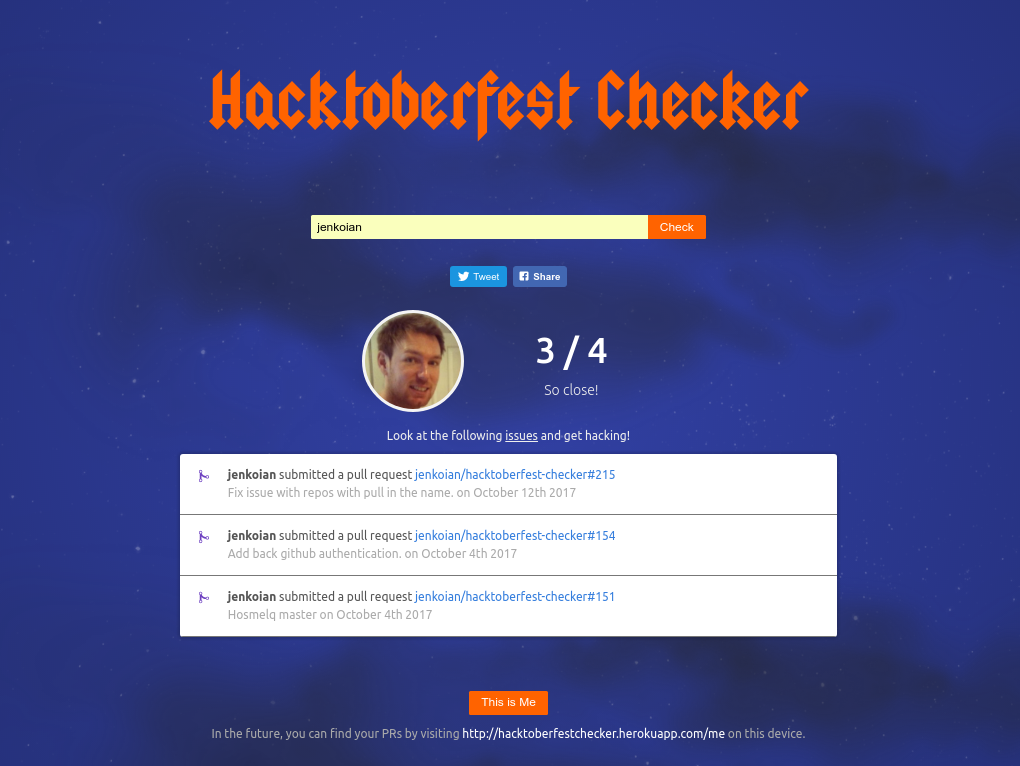 Hacktoberfest Checker
jenkoian Check
Tweet Share
3 / 4
So close!
Look at the following issues and get hacking!
jenkoian submitted a pull request jenkoian/hacktoberfest-checker#215
Fix issue with repos with pull in the name. on October 12th 2017
jenkoian submitted a pull request jenkoian/hacktoberfest-checker#154
Add back github authentication. on October 4th 2017
jenkoian submitted a pull request jenkoian/hacktoberfest-checker#151
Hosmelq master on October 4th 2017
This is Me
In the future, you can find your PRs by visiting http://hacktoberfestchecker.herokuapp.com/me on this device.